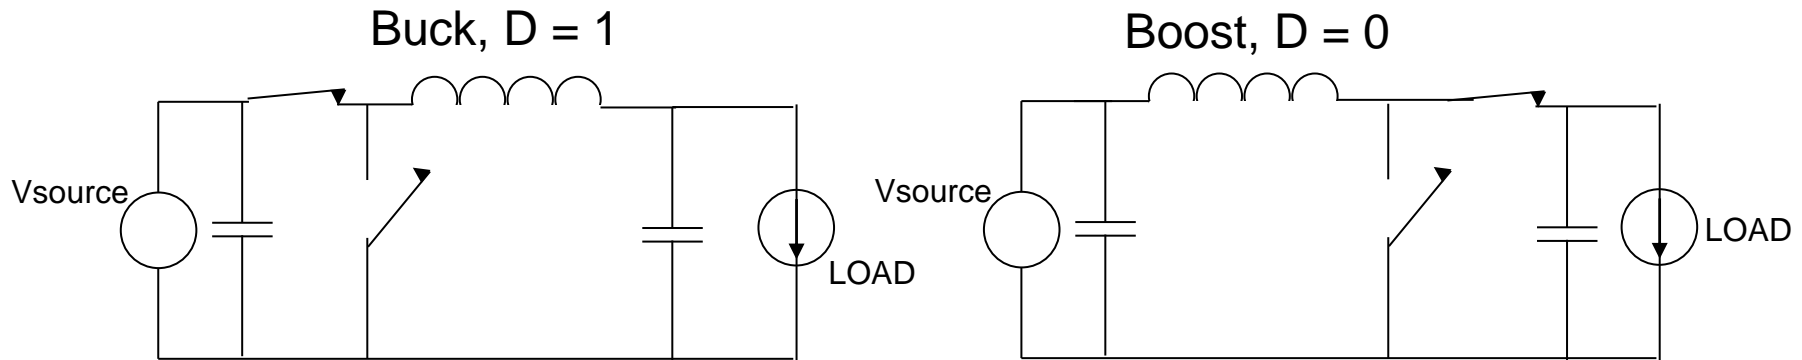 Buck, D = 1
Boost, D = 0
Vsource
LOAD
Vsource
LOAD